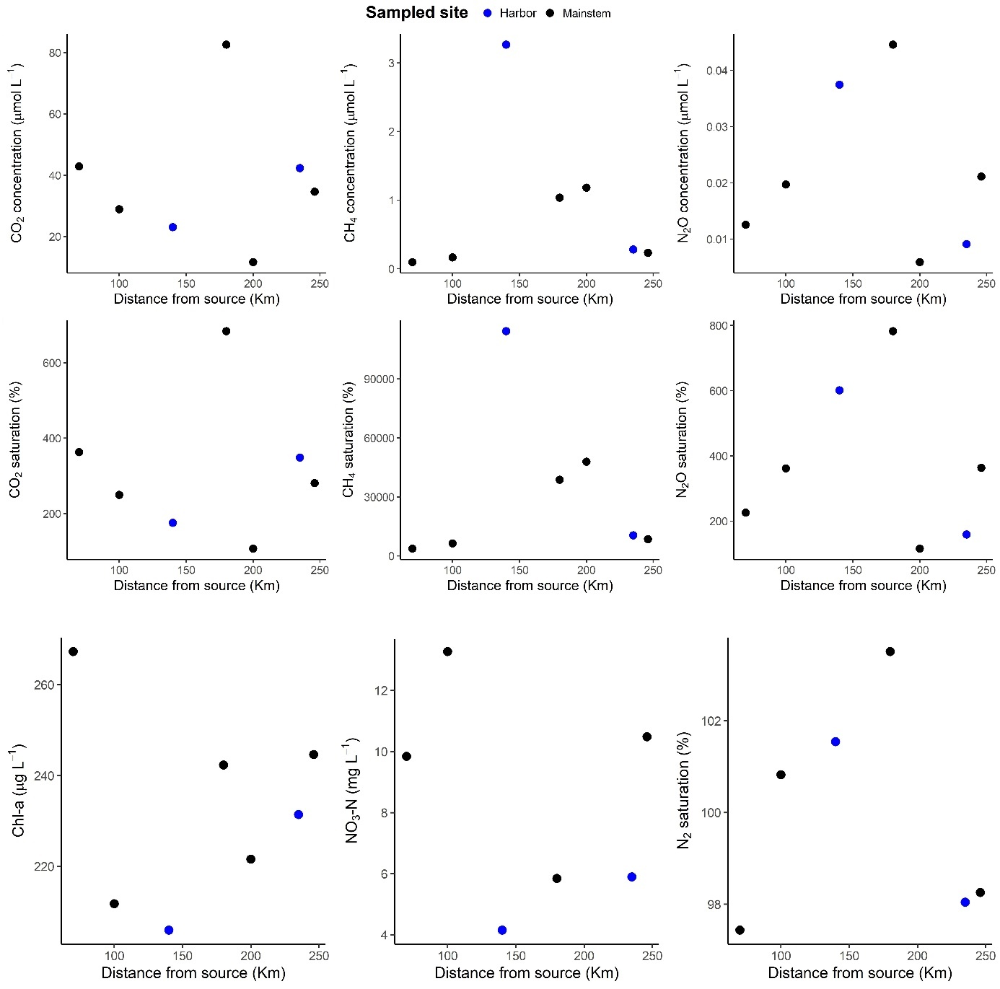 Sampled site Harbor Mainstem
CO₂ concentration (μmol L⁻¹)
80
60
40
20
100 150 200 250
Distance from source (Km)
CH₄ concentration (μmol L⁻¹)
3
2
1
0
100 150 200 250
Distance from source (Km)
N₂O concentration (μmol L⁻¹)
0.04
0.03
0.02
0.01
100 150 200 250
Distance from source (Km)
CO₂ saturation (%)
600
400
200
100 150 200 250
Distance from source (Km)
CH₄ saturation (%)
90000
60000
30000
0
100 150 200 250
Distance from source (Km)
N₂O saturation (%)
800
600
400
200
100 150 200 250
Distance from source (Km)
Chl-a (μg L⁻¹)
260
240
220
100 150 200 250
Distance from source (Km)
NO₃-N (mg L⁻¹)
12
10
8
6
4
100 150 200 250
Distance from source (Km)
N₂ saturation (%)
102
100
98
100 150 200 250
Distance from source (Km)